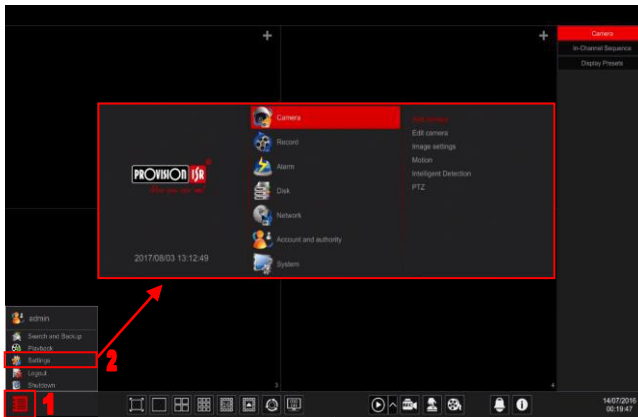 Camera
In-Channel Sequence
Display Presets
Camera
Record
Alarm
Disk
Network
Account and authority
System
Add camera
Edit camera
Image settings
Motion
Intelligent Detection
PTZ
PROVISION ISR
2017/08/03 13:12:49
admin
Search and Backup
Playback
Settings
Logout
Shutdown
1
2
3
4
REC
14/07/2016
00:19:47